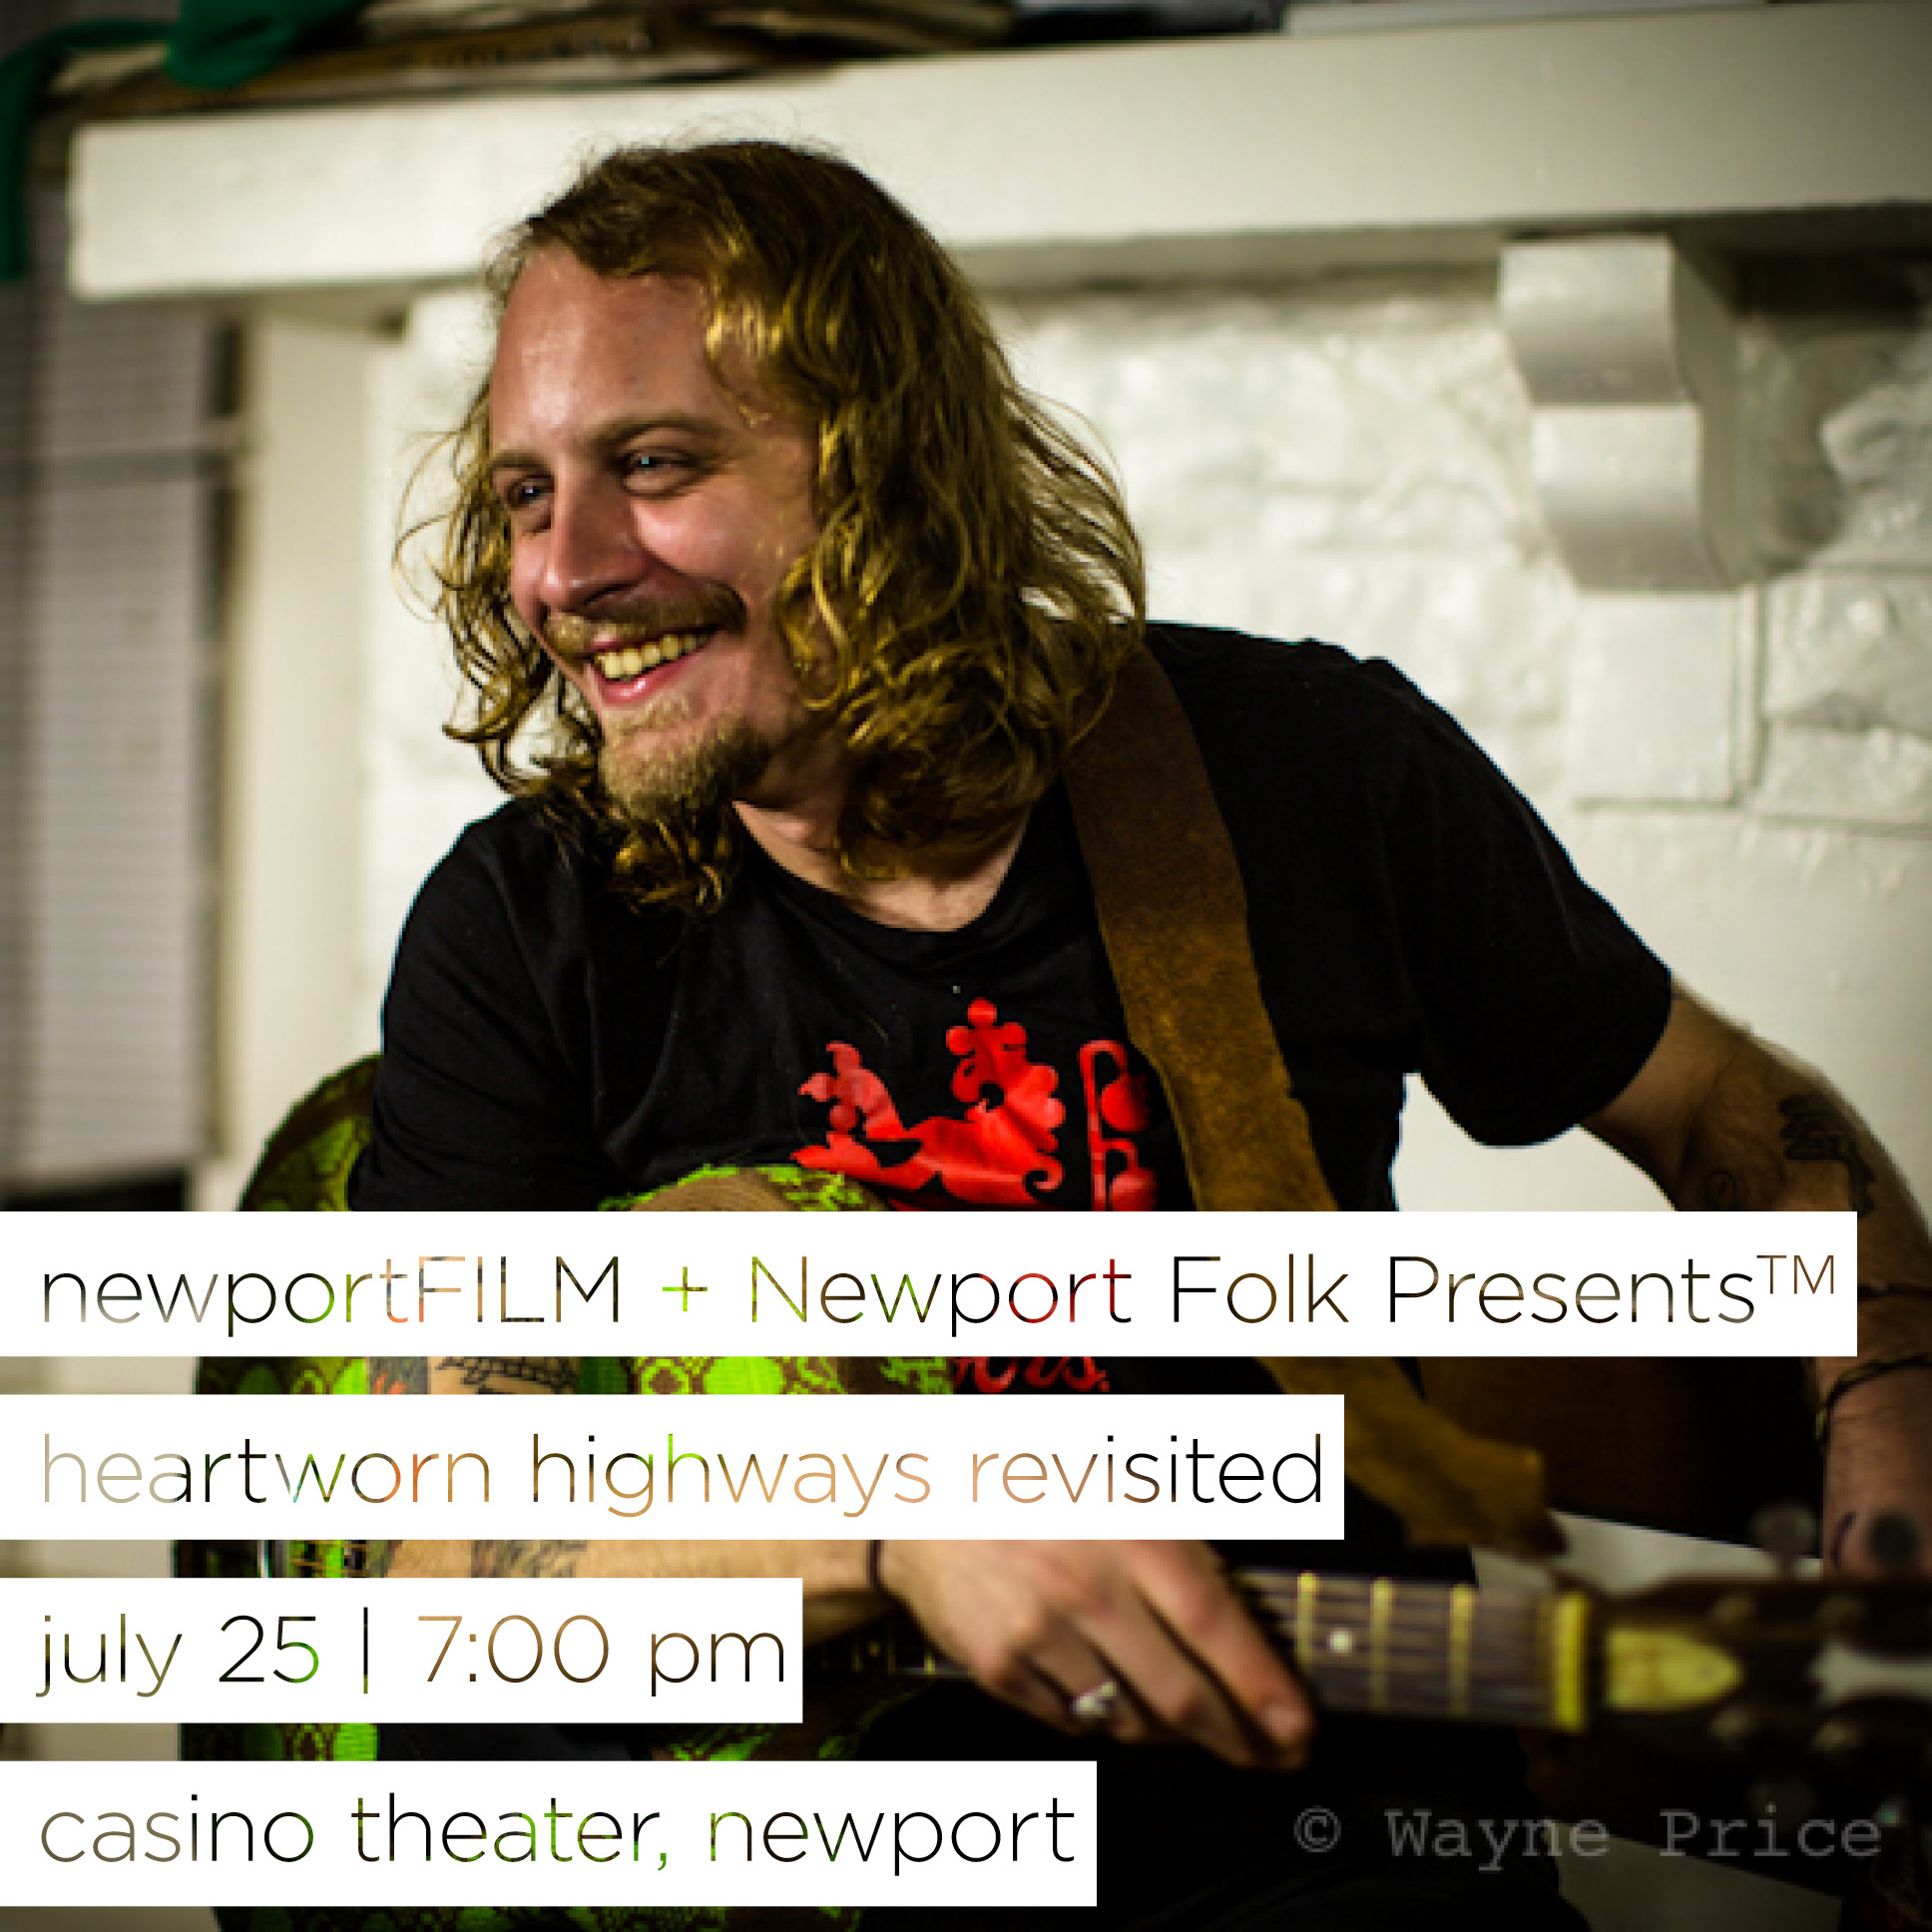 newportFILM + Newport Folk Presents™
heartworn highways revisited
july 25 | 7:00 pm
casino theater, newport
© Wayne Price